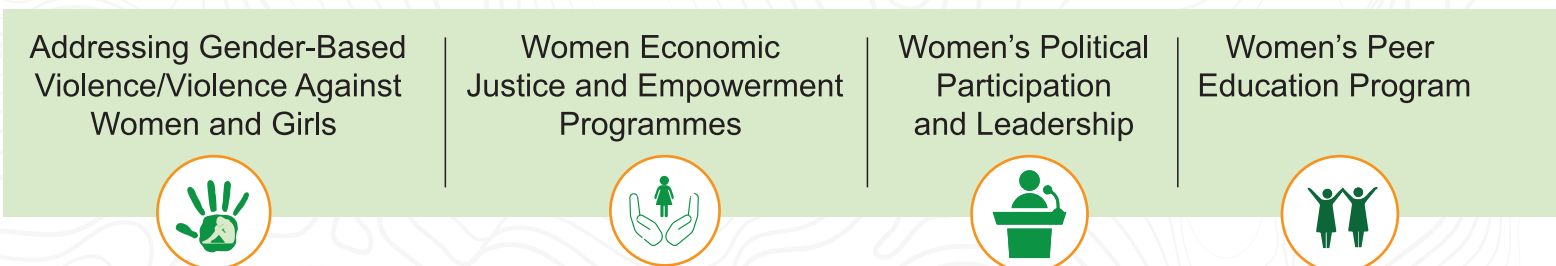 Addressing Gender-Based
Violence/Violence Against
Women and Girls
Women Economic
Justice and Empowerment
Programmes
Women’s Political
Participation
and Leadership
Women’s Peer
Education Program